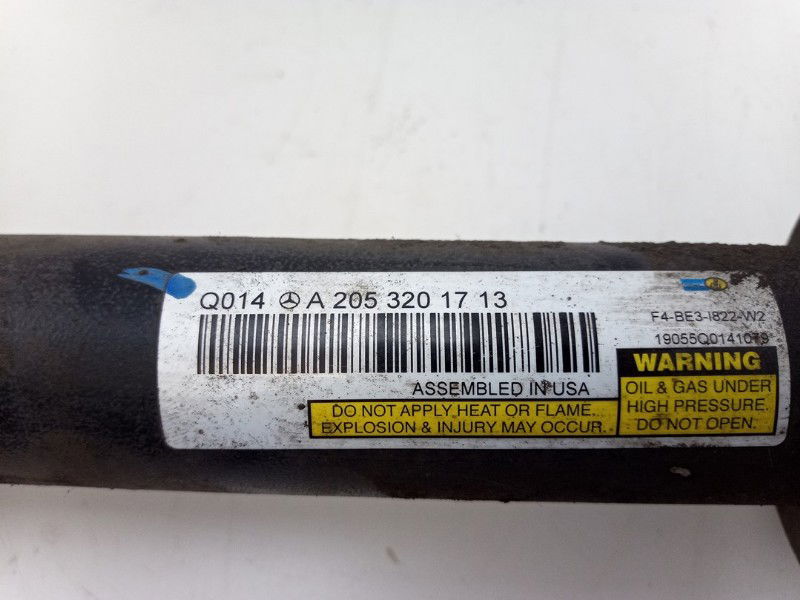 Q014 A 205 320 17 13
F4-BE3-I822-W2
19055Q0141079
ASSEMBLED IN USA
DO NOT APPLY HEAT OR FLAME.
EXPLOSION & INJURY MAY OCCUR.
WARNING
OIL & GAS UNDER
HIGH PRESSURE.
DO NOT OPEN.